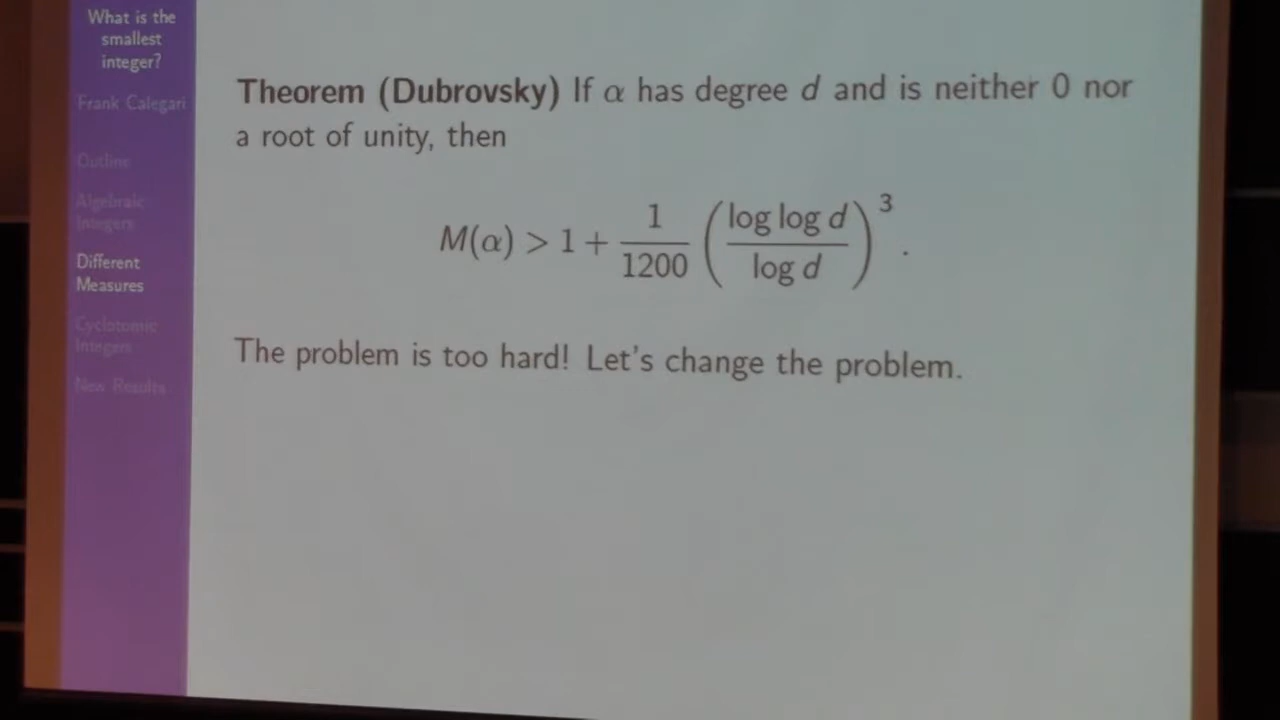 What is the
smallest
integer?
Frank Calegari
Outline
Algebraic
Integers
Different
Measures
Cyclotomic
Integers
New Results
Theorem (Dubrovsky) If α has degree d and is neither 0 nor
a root of unity, then
M(α) > 1 + 1/1200 (log log d / log d)^3 .
The problem is too hard! Let's change the problem.